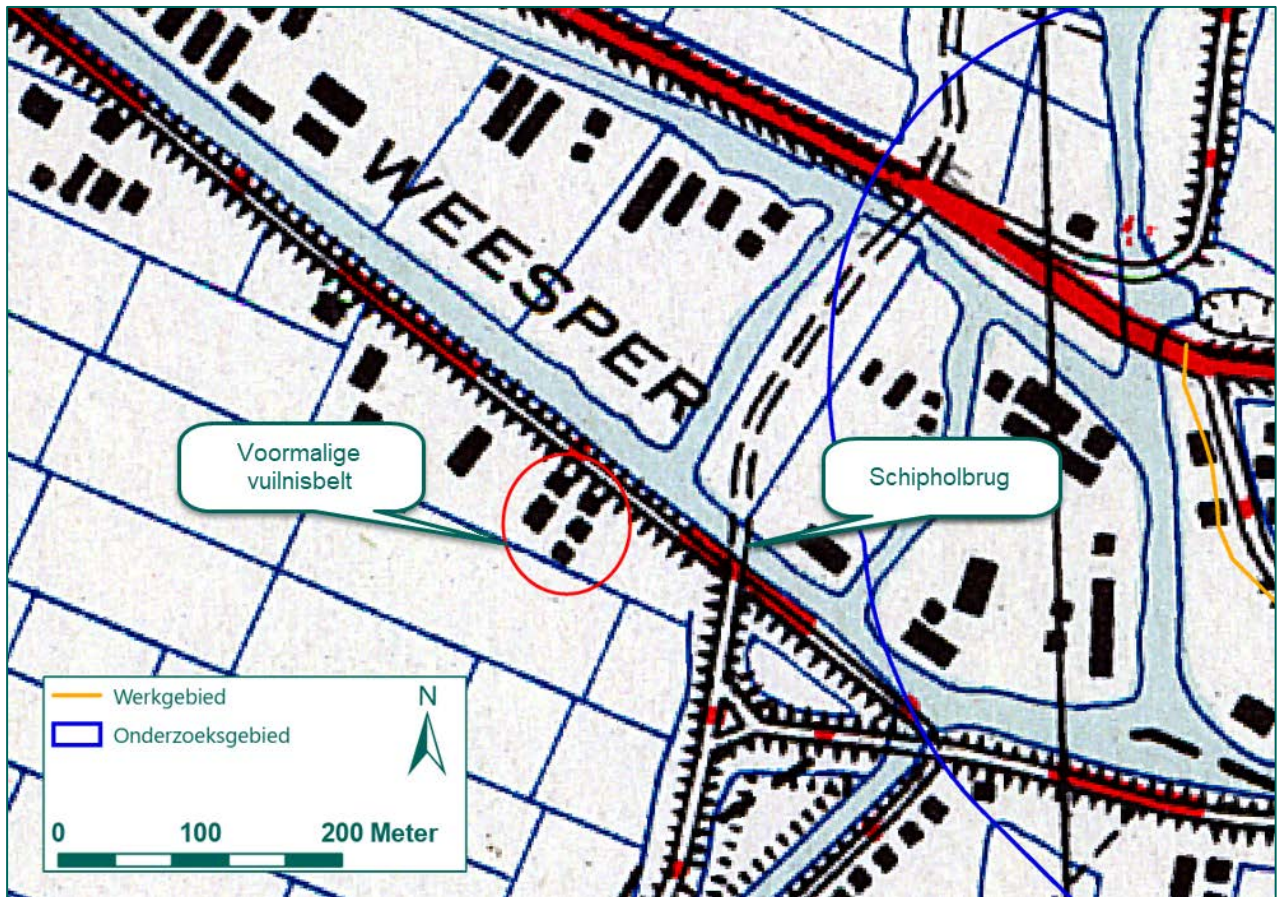 WEESPER
Voormalige
vuilnisbelt
Schipholbrug
Werkgebied
Onderzoeksgebied
N
0 100 200 Meter